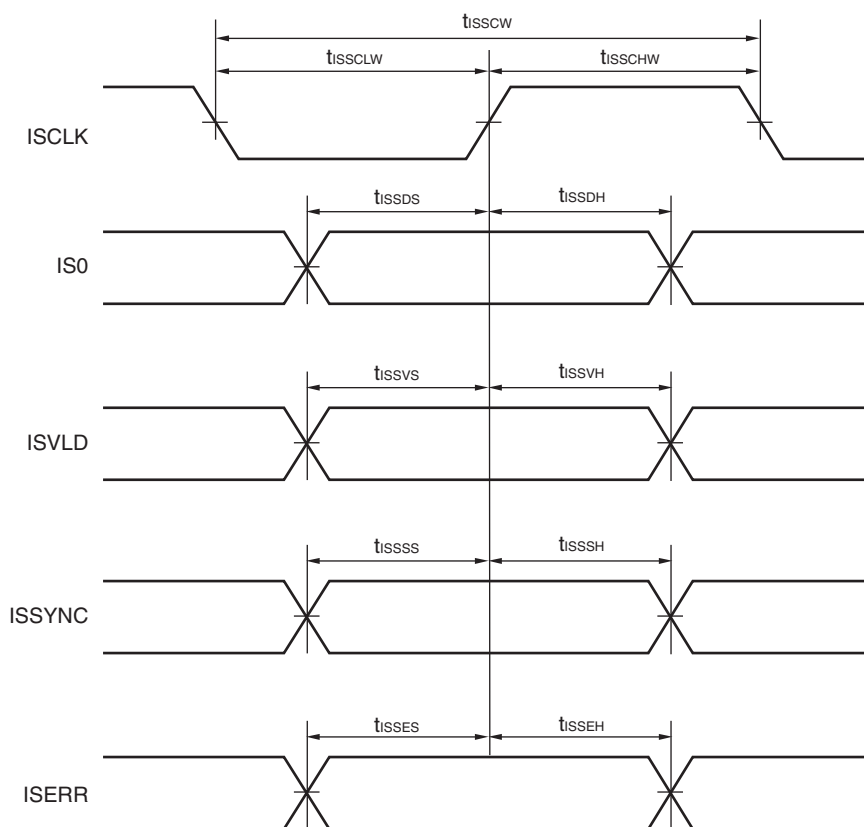 tISSCW
tISSCLW tISSCHW
ISCLK
tISSDS tISSDH
IS0
tISSVS tISSVH
ISVLD
tISSSS tISSSH
ISSYNC
tISSES tISSEH
ISERR